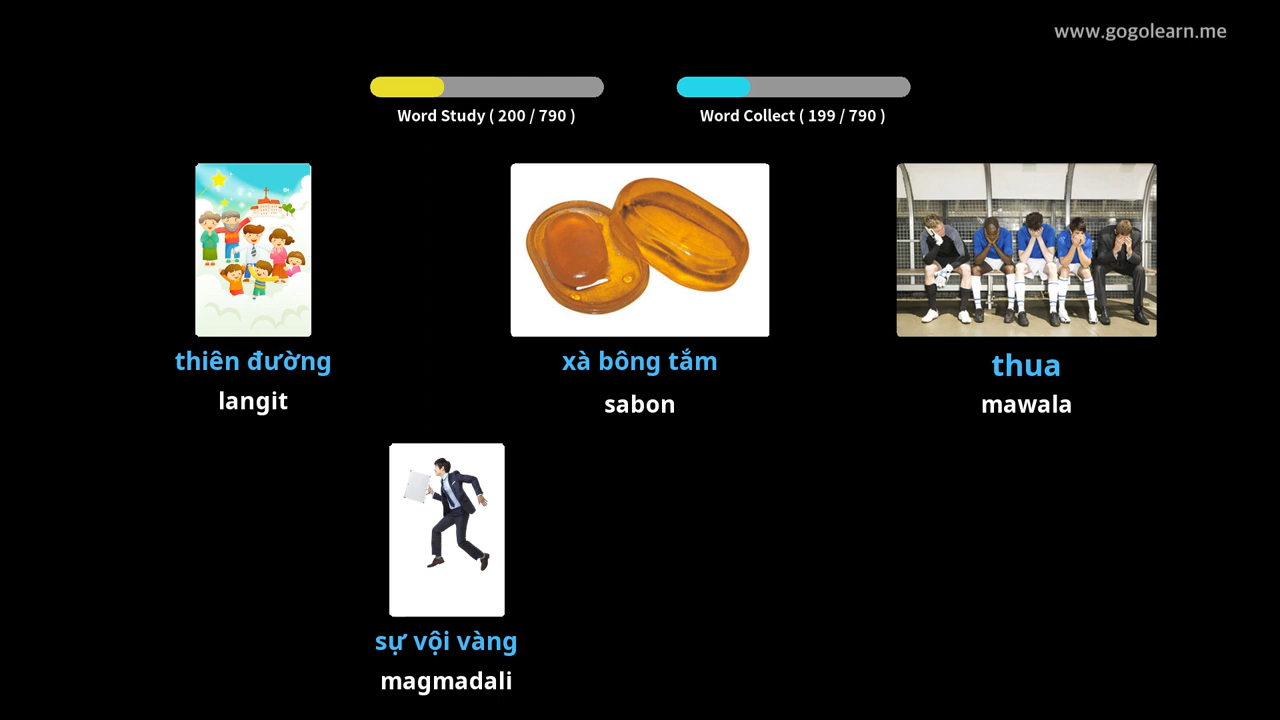 www.gogolearn.me
Word Study ( 200 / 790 )
Word Collect ( 199 / 790 )
thiên đường
xà bông tắm
thua
langit
sabon
mawala
sự vội vàng
magmadali